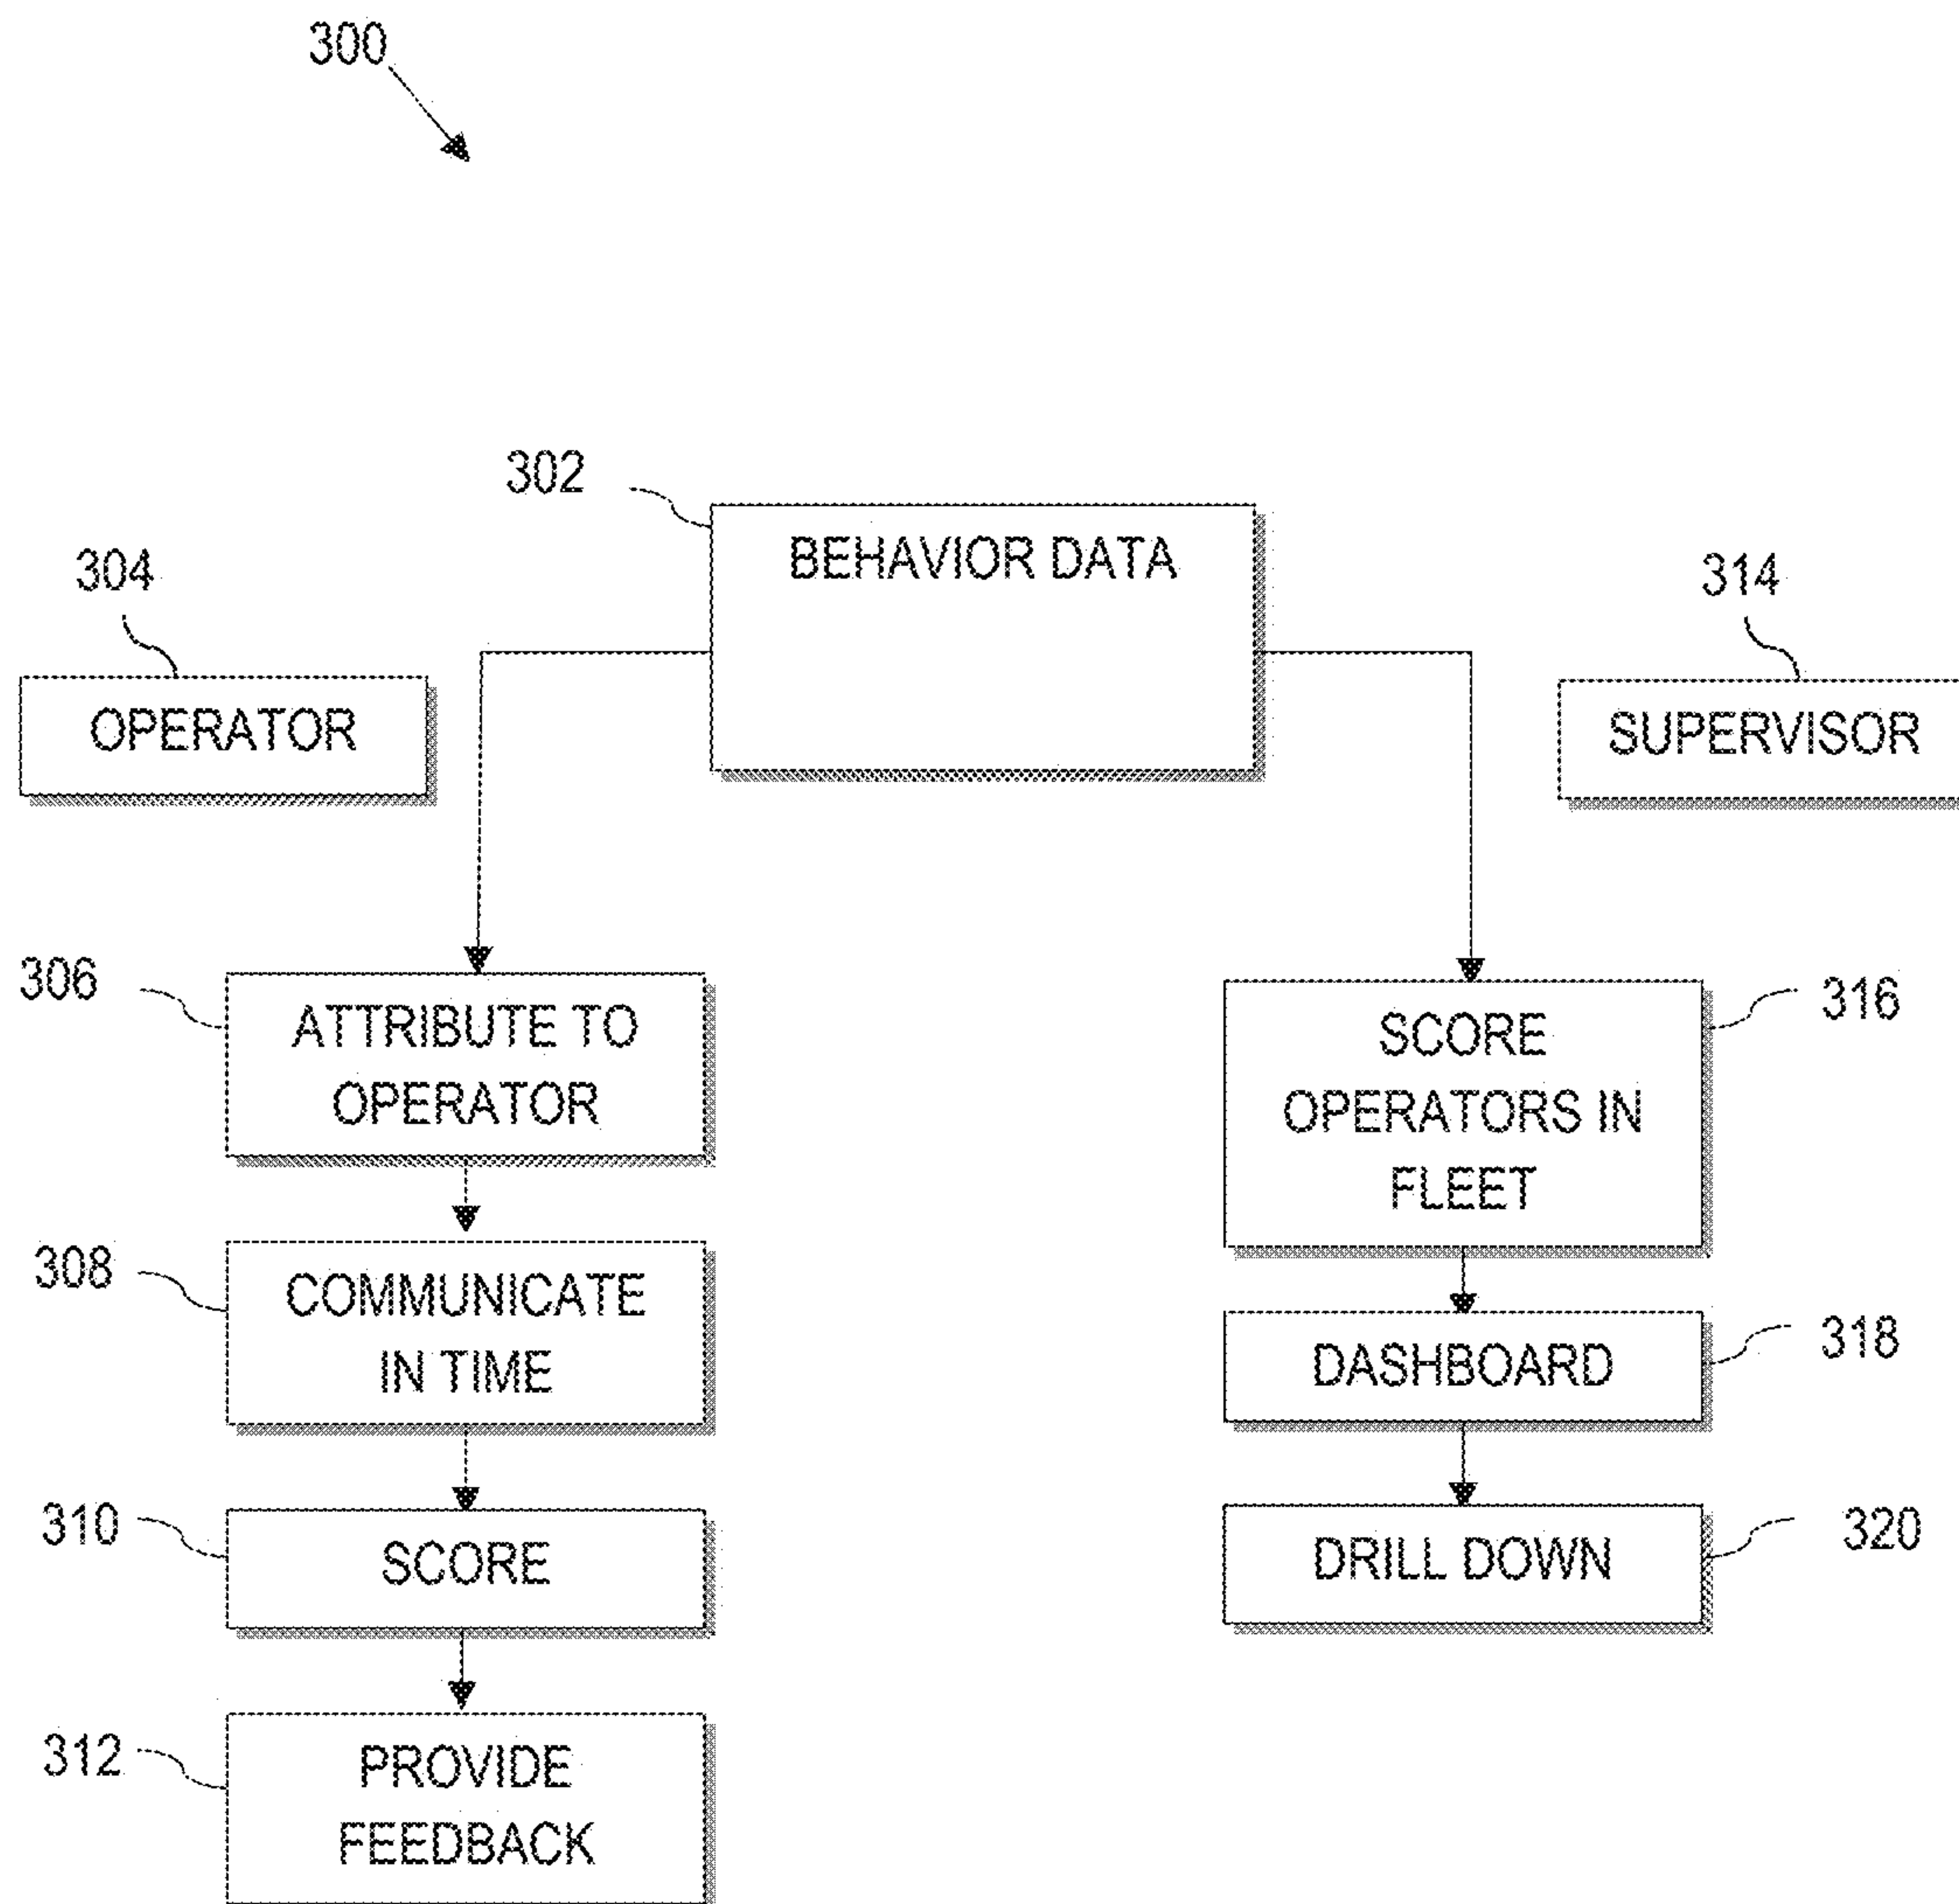 300
302
BEHAVIOR DATA
304
OPERATOR
314
SUPERVISOR
306
ATTRIBUTE TO
OPERATOR
308
COMMUNICATE
IN TIME
310
SCORE
312
PROVIDE
FEEDBACK
316
SCORE
OPERATORS IN
FLEET
318
DASHBOARD
320
DRILL DOWN